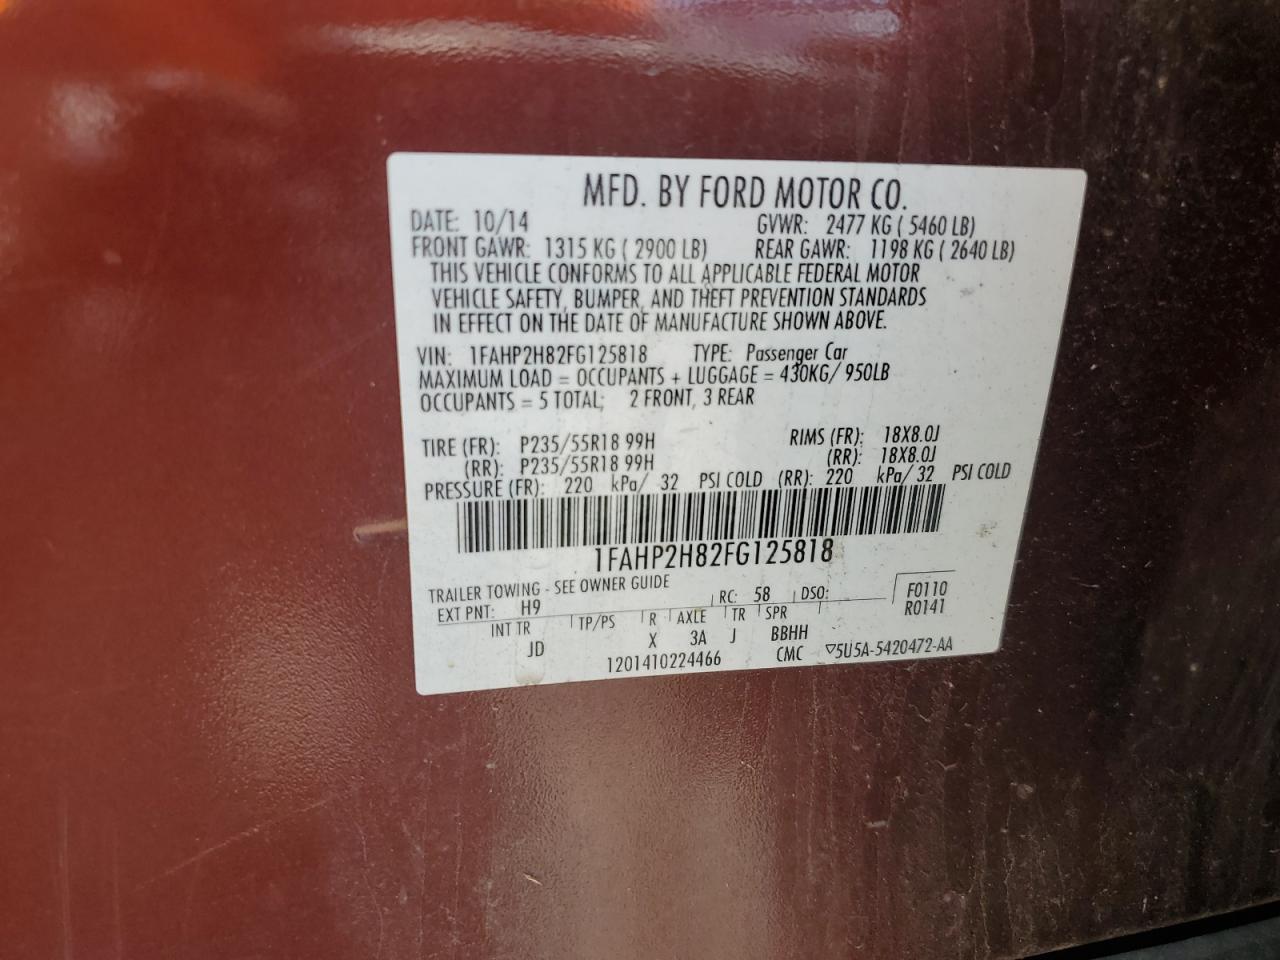 MFD. BY FORD MOTOR CO.
DATE: 10/14 GVWR: 2477 KG ( 5460 LB)
FRONT GAWR: 1315 KG ( 2900 LB) REAR GAWR: 1198 KG ( 2640 LB)
THIS VEHICLE CONFORMS TO ALL APPLICABLE FEDERAL MOTOR
VEHICLE SAFETY, BUMPER, AND THEFT PREVENTION STANDARDS
IN EFFECT ON THE DATE OF MANUFACTURE SHOWN ABOVE.
VIN: 1FAHP2H82FG125818 TYPE: Passenger Car
MAXIMUM LOAD = OCCUPANTS + LUGGAGE = 430KG/ 950LB
OCCUPANTS = 5 TOTAL; 2 FRONT, 3 REAR
TIRE (FR): P235/55R18 99H RIMS (FR): 18X8.0J
(RR): P235/55R18 99H (RR): 18X8.0J
PRESSURE (FR): 220 kPa/ 32 PSI COLD (RR): 220 kPa/ 32 PSI COLD
1FAHP2H82FG125818
TRAILER TOWING - SEE OWNER GUIDE
EXT PNT: H9 RC: 58 DSO: F0110
R0141
INT TR TP/PS R AXLE TR SPR
JD X 3A J BBHH
1201410224466 CMC ▽5U5A-5420472-AA